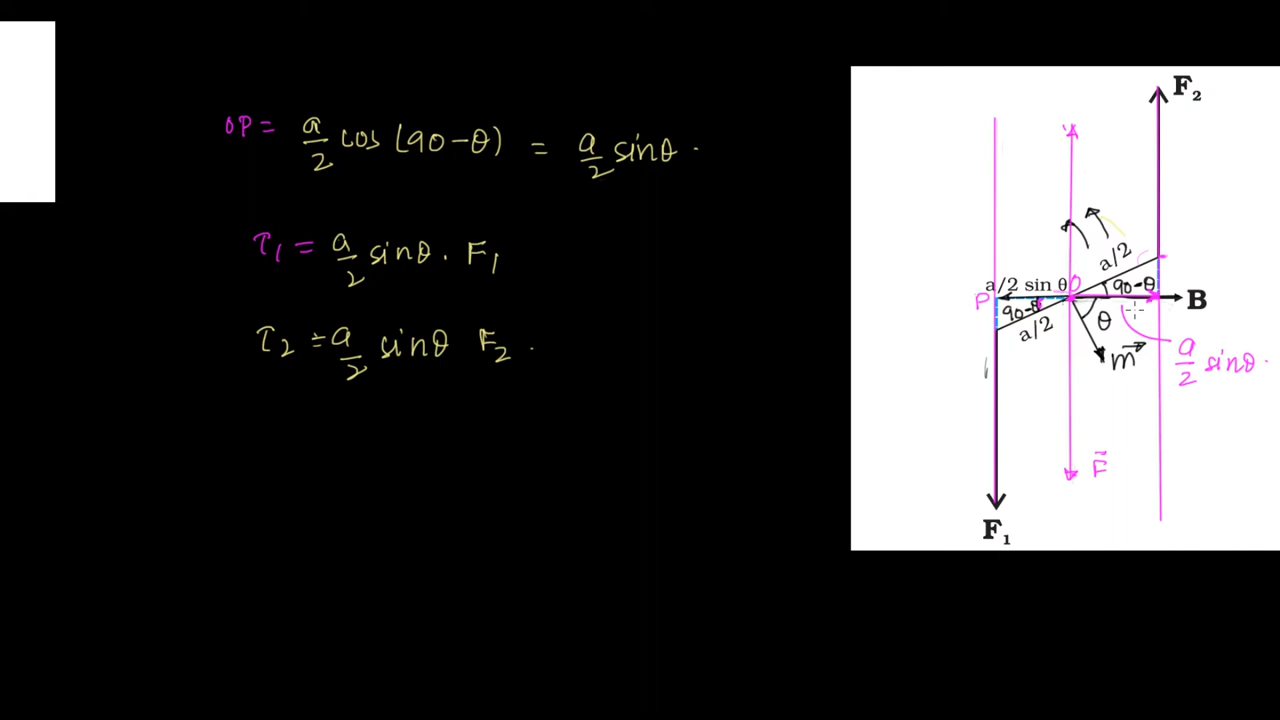 OP = a/2 cos (90-θ) = a/2 sinθ.
τ1 = a/2 sinθ. F1
τ2 = a/2 sinθ F2.
F2
a/2
a/2 sin θ
O
90-θ
P
B
90-θ
a/2
θ
m
a/2 sinθ.
F
F1